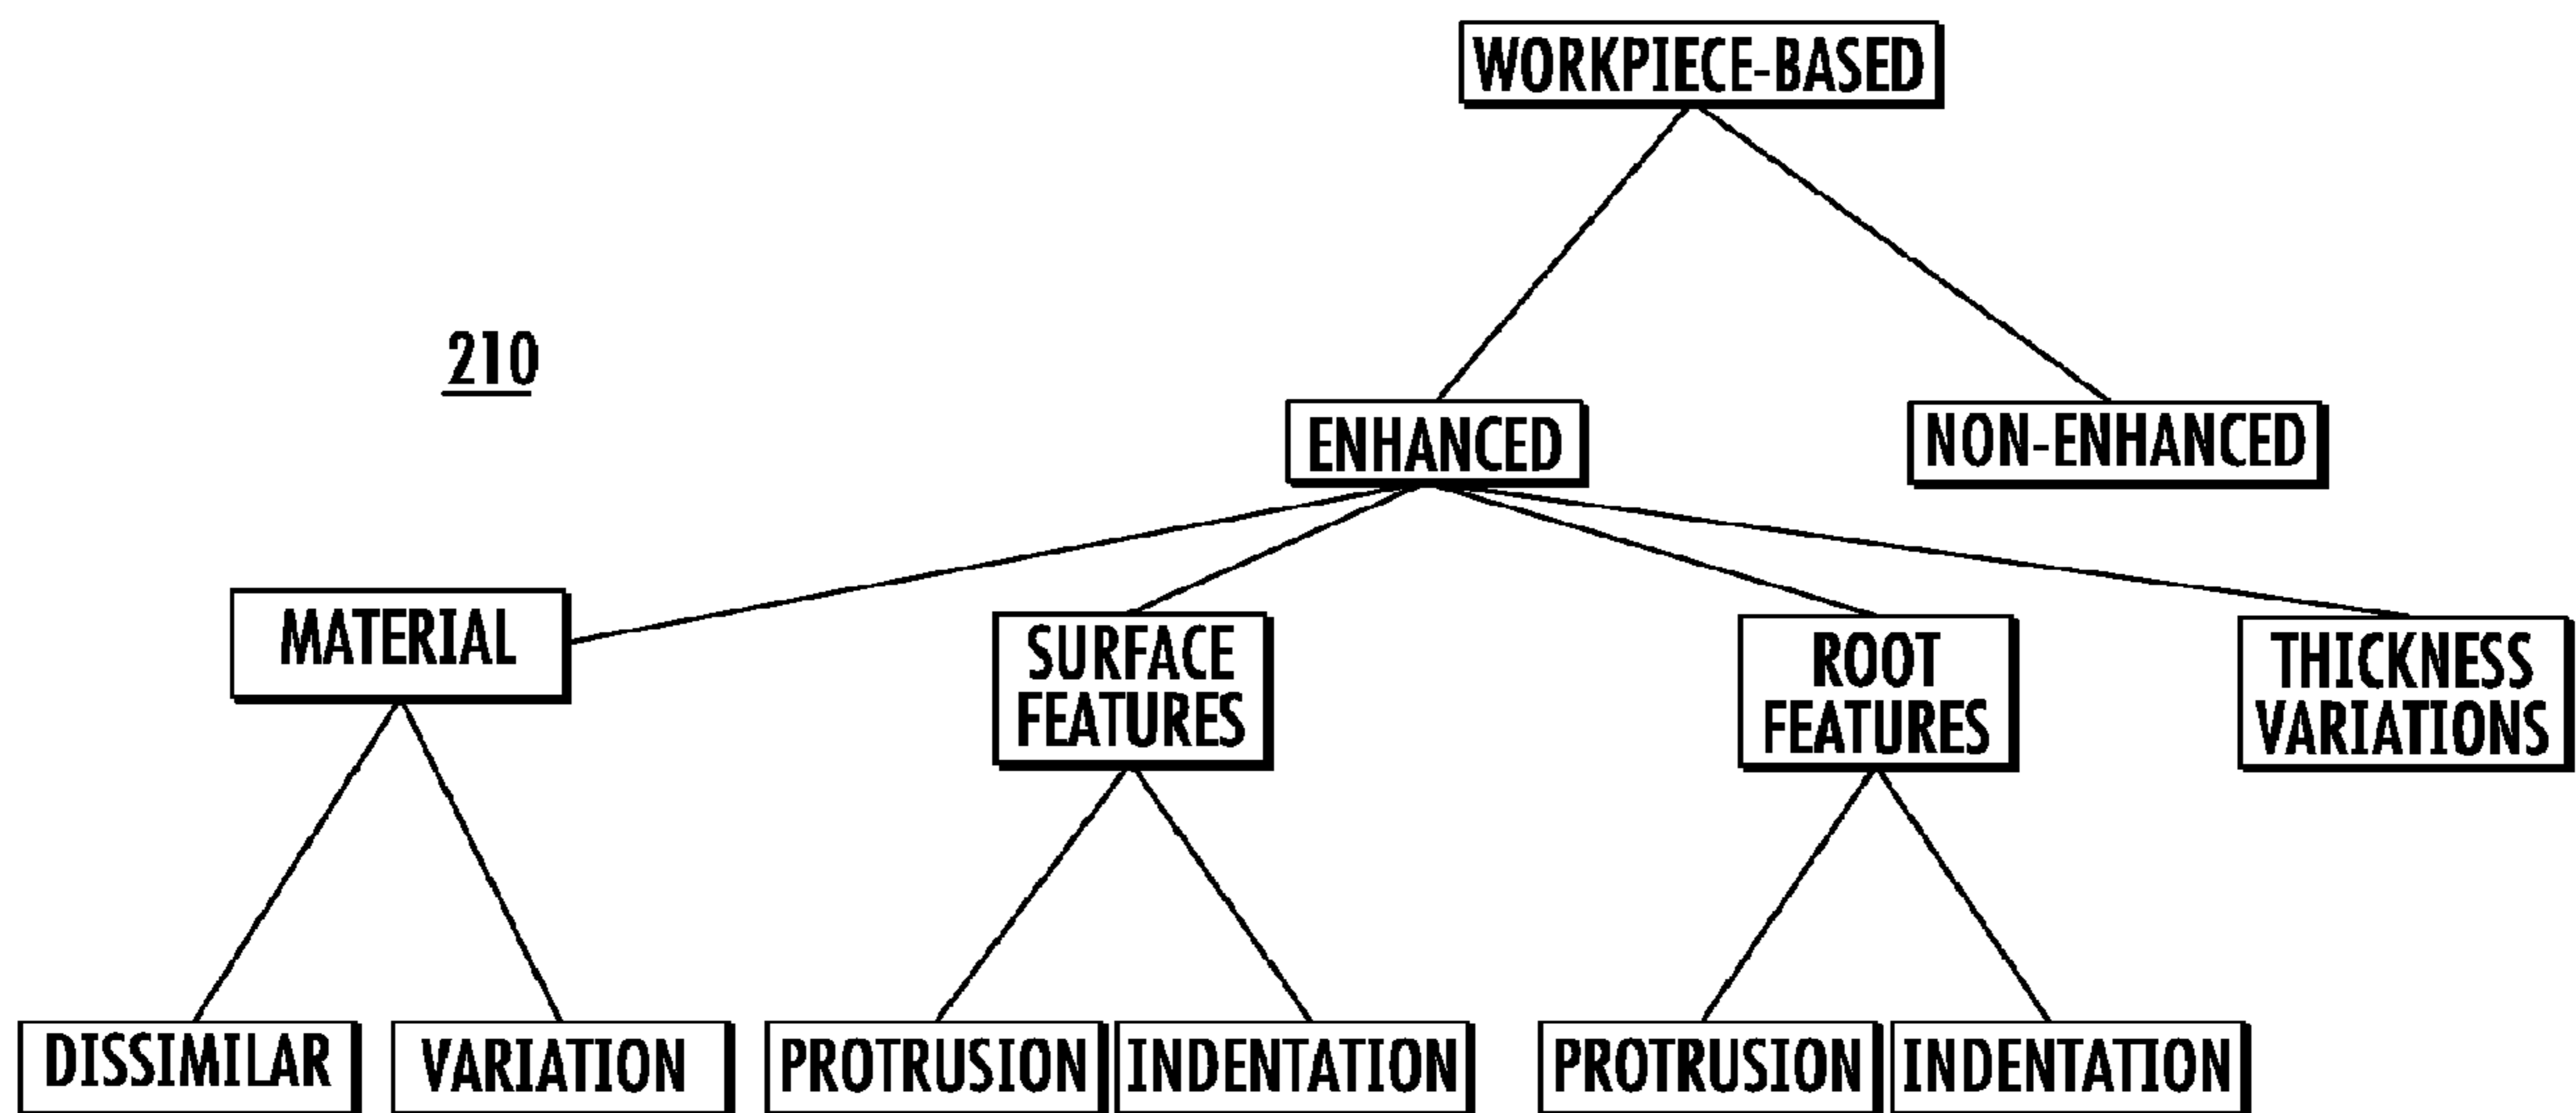 WORKPIECE-BASED
210
ENHANCED
NON-ENHANCED
MATERIAL
SURFACE
FEATURES
ROOT
FEATURES
THICKNESS
VARIATIONS
DISSIMILAR
VARIATION
PROTRUSION
INDENTATION
PROTRUSION
INDENTATION